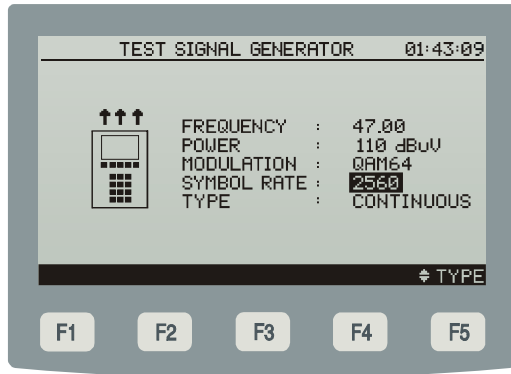 TEST SIGNAL GENERATOR 01:43:09
FREQUENCY : 47.00
POWER : 110 dBuV
MODULATION : QAM64
SYMBOL RATE : 2560
TYPE : CONTINUOUS
TYPE
F1 F2 F3 F4 F5